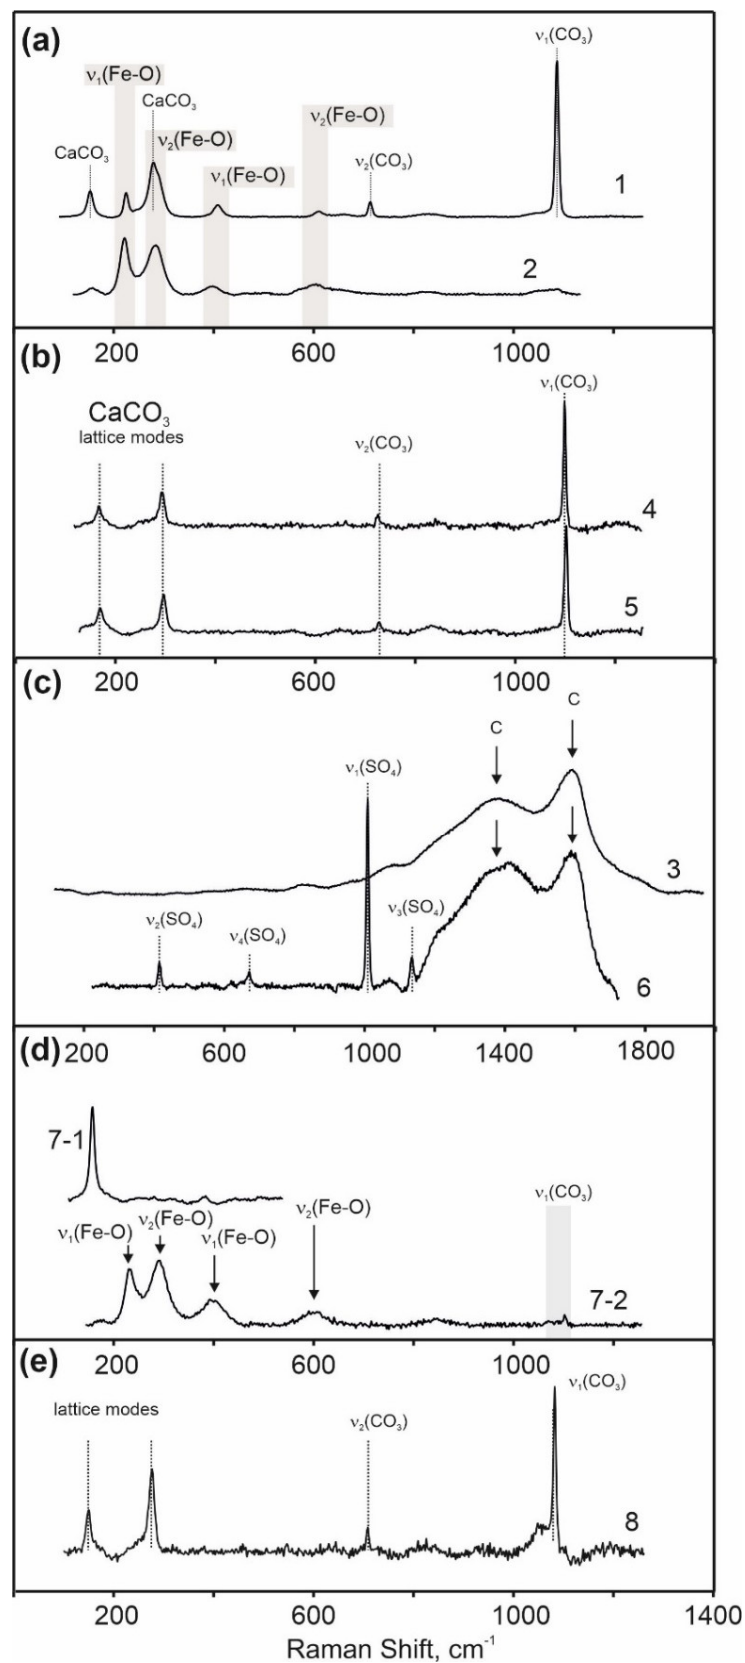 (a)
ν₁(CO₃)
ν₁(Fe-O)
CaCO₃
ν₂(Fe-O)
ν₂(Fe-O)
CaCO₃
ν₂(CO₃)
ν₁(Fe-O)
1
2
(b)
200 600 1000
ν₁(CO₃)
CaCO₃
lattice modes
ν₂(CO₃)
4
5
(c)
200 600 1000
C
C
ν₁(SO₄)
3
ν₂(SO₄)
ν₄(SO₄)
ν₃(SO₄)
6
(d)
200 600 1000 1400 1800
7-1
ν₁(CO₃)
ν₂(Fe-O)
ν₂(Fe-O)
ν₁(Fe-O)
ν₁(Fe-O)
7-2
(e)
200 600 1000
ν₁(CO₃)
lattice modes
ν₂(CO₃)
8
200 600 1000 1400
Raman Shift, cm⁻¹